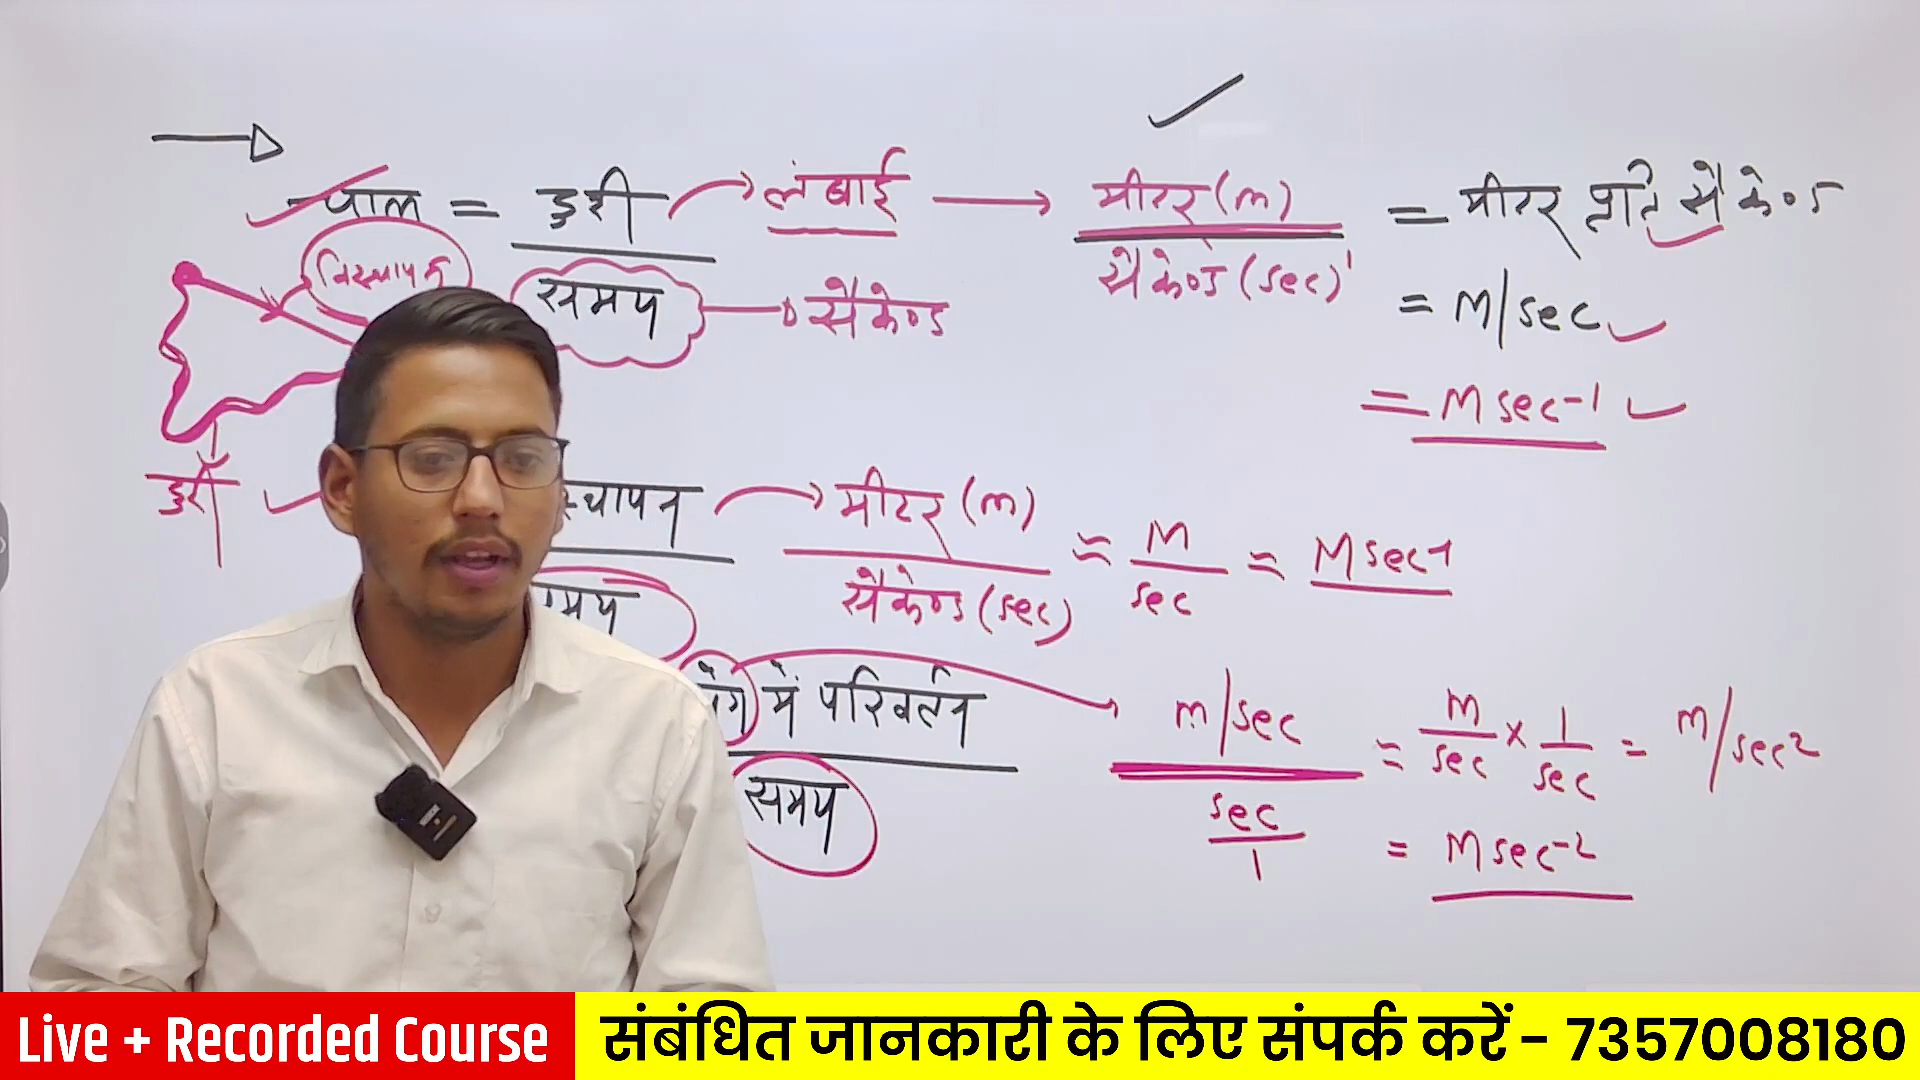 चाल = दुरी → लंबाई → मीटर (m) = मीटर प्रति सैकेण्ड
समय → सैकेण्ड सैकेण्ड (sec)
विस्थापन
= M/sec
= M sec-1
दुरी
स्थापन → मीटर (m) = M = M sec-1
समय सैकेण्ड (sec) sec
वेग में परिवर्तन m/sec = m × 1 = m/sec2
समय sec sec sec
1 = M sec-2
Live + Recorded Course संबंधित जानकारी के लिए संपर्क करें - 7357008180